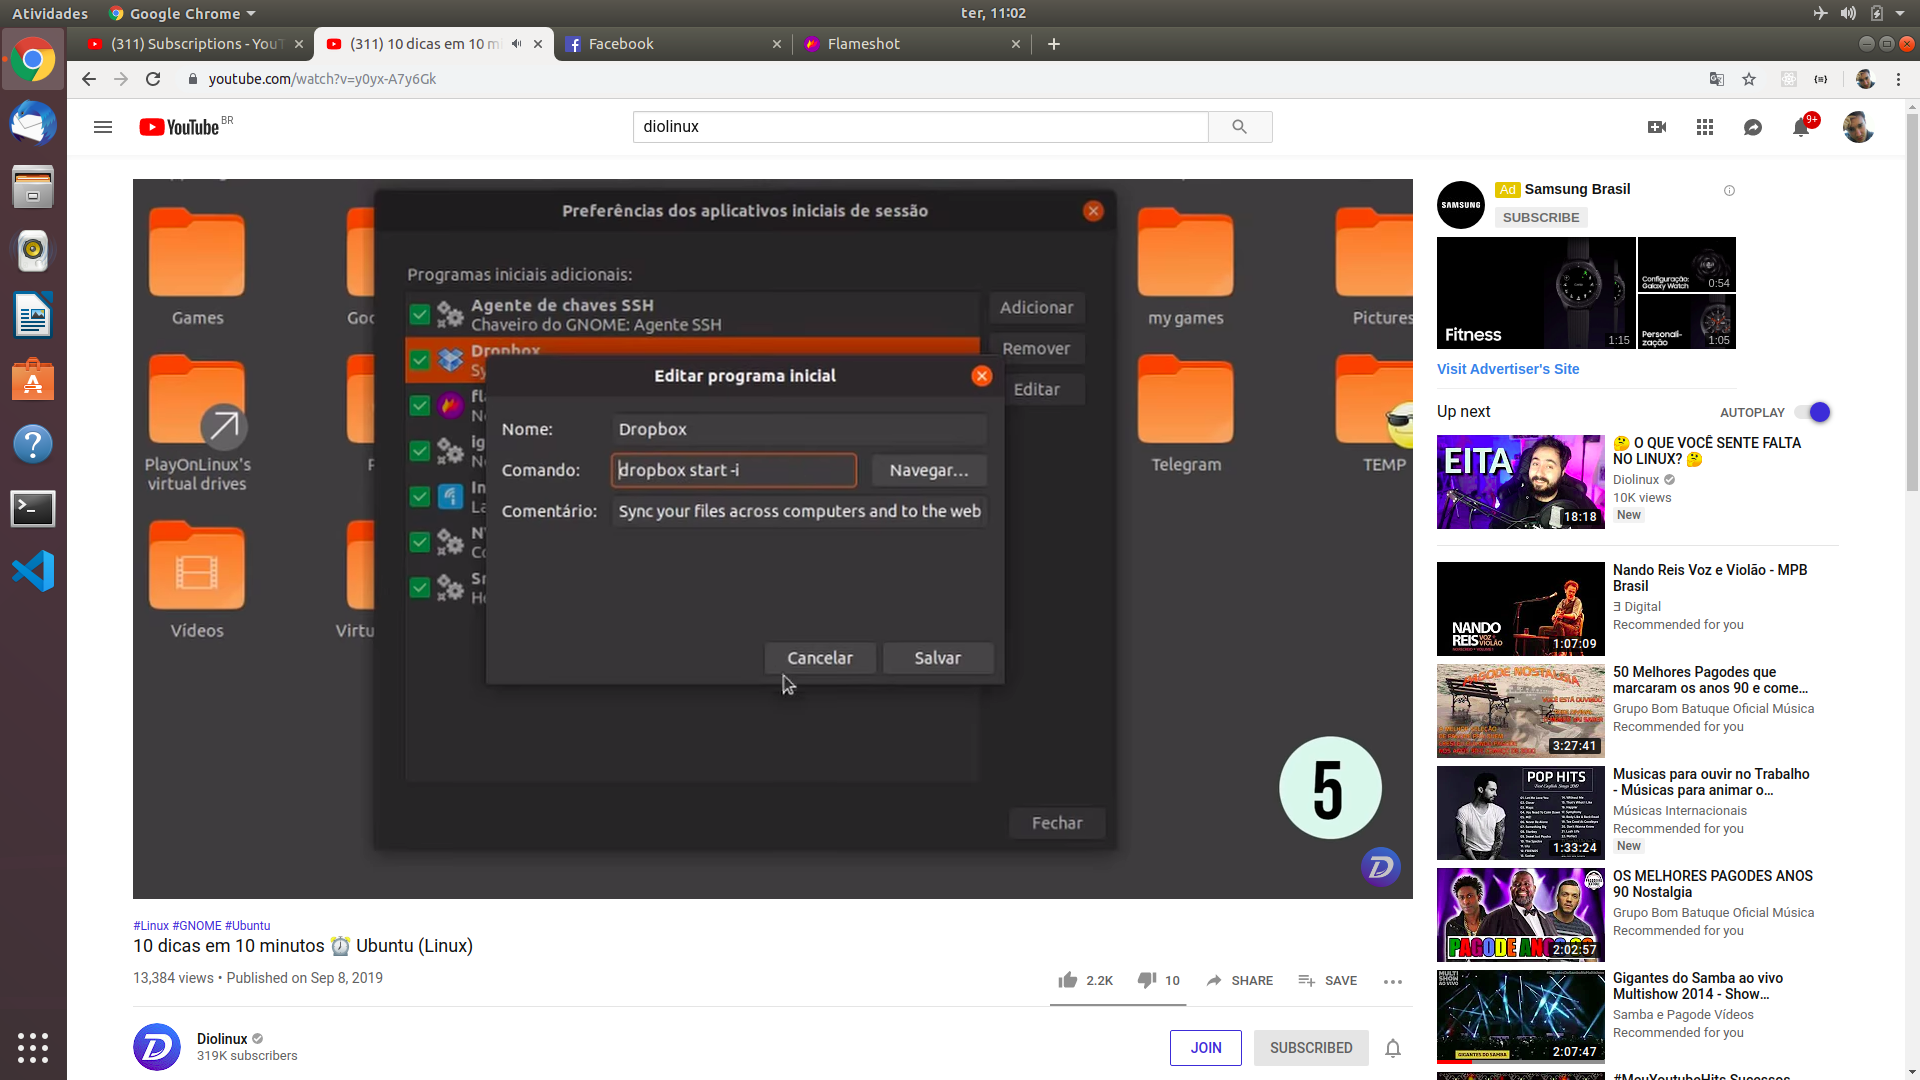 Atividades
Google Chrome
ter, 11:02
(311) Subscriptions - YouT
(311) 10 dicas em 10 mi
Facebook
Flameshot
youtube.com/watch?v=y0yx-A7y6Gk
YouTube BR
diolinux
9+
Preferências dos aplicativos iniciais de sessão
Programas iniciais adicionais:
Agente de chaves SSH
Chaveiro do GNOME: Agente SSH
Dropbox
Adicionar
Remover
Editar
Editar programa inicial
Nome:
Dropbox
Comando:
dropbox start -i
Navegar...
Comentário:
Sync your files across computers and to the web
Cancelar
Salvar
Fechar
Games
my games
Pictures
PlayOnLinux's
virtual drives
Telegram
TEMP
Vídeos
Virtu
5
D
#Linux #GNOME #Ubuntu
10 dicas em 10 minutos ⏰ Ubuntu (Linux)
13,384 views • Published on Sep 8, 2019
2.2K
10
SHARE
SAVE
D
Diolinux
319K subscribers
JOIN
SUBSCRIBED
SAMSUNG
Ad Samsung Brasil
SUBSCRIBE
Fitness
1:15
Configuração:
Galaxy Watch
0:54
Personali-
zação
1:05
Visit Advertiser's Site
Up next
AUTOPLAY
EITA
18:18
🤔 O QUE VOCÊ SENTE FALTA
NO LINUX? 🤔
Diolinux
10K views
New
NANDO
REIS VOZ E VIOLÃO
1:07:09
Nando Reis Voz e Violão - MPB
Brasil
Ǝ Digital
Recommended for you
PAGODE NOSTALGIA
3:27:41
50 Melhores Pagodes que
marcaram os anos 90 e come...
Grupo Bom Batuque Oficial Música
Recommended for you
POP HITS
1:33:24
Musicas para ouvir no Trabalho
- Músicas para animar o...
Músicas Internacionais
Recommended for you
New
PAGODE ANOS 90
2:02:57
OS MELHORES PAGODES ANOS
90 Nostalgia
Grupo Bom Batuque Oficial Música
Recommended for you
MULTI
SHOW
AO VIVO
GIGANTES DO SAMBA
2:07:47
Gigantes do Samba ao vivo
Multishow 2014 - Show...
Samba e Pagode Vídeos
Recommended for you
#MeuYoutubeHits Sucessos